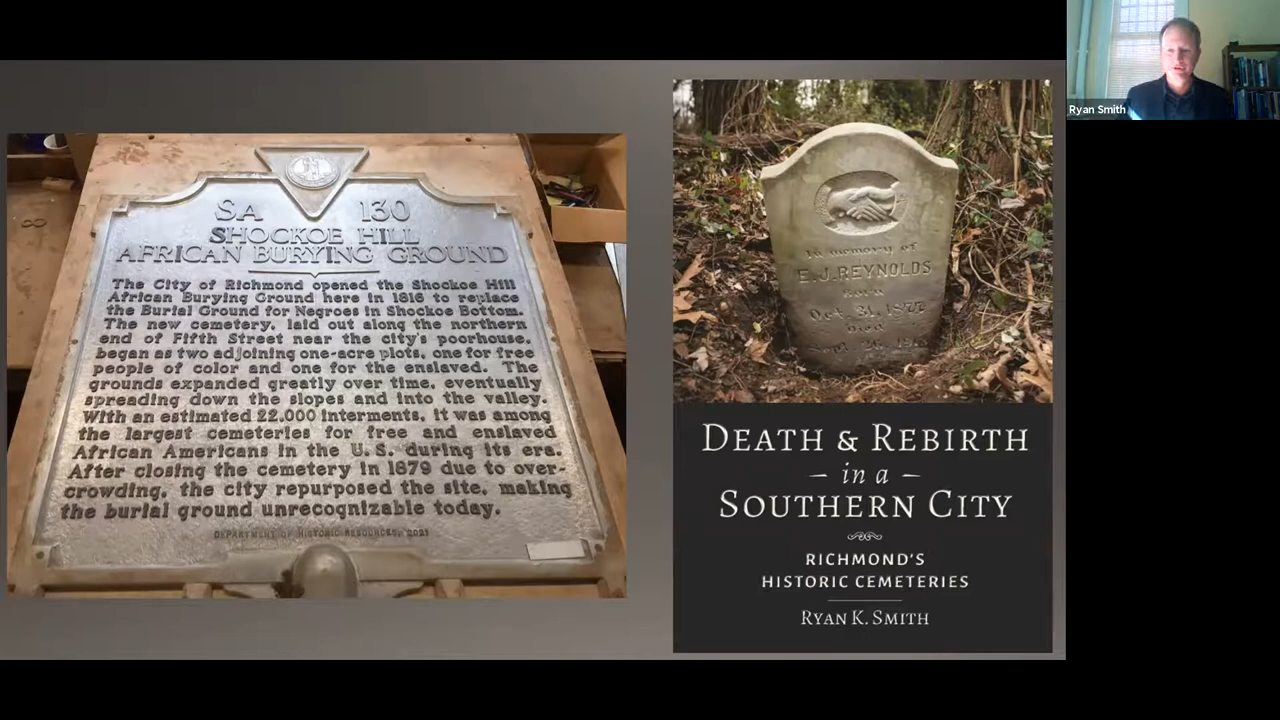 SA 130
SHOCKOE HILL
AFRICAN BURYING GROUND
The City of Richmond opened the Shockoe Hill
African Burying Ground here in 1816 to replace
the Burial Ground for Negroes in Shockoe Bottom.
The new cemetery, laid out along the northern
end of Fifth Street near the city's poorhouse,
began as two adjoining one-acre plots, one for free
people of color and one for the enslaved. The
grounds expanded greatly over time, eventually
spreading down the slopes and into the valley.
With an estimated 22,000 interments, it was among
the largest cemeteries for free and enslaved
African Americans in the U.S. during its era.
After closing the cemetery in 1879 due to over-
crowding, the city repurposed the site, making
the burial ground unrecognizable today.
DEPARTMENT OF HISTORIC RESOURCES, 2021
In memory of
E.J. REYNOLDS
BORN
Oct. 31, 1877
Died
Sept. 26,
DEATH & REBIRTH
– in a –
SOUTHERN CITY
RICHMOND'S
HISTORIC CEMETERIES
RYAN K. SMITH
Ryan Smith